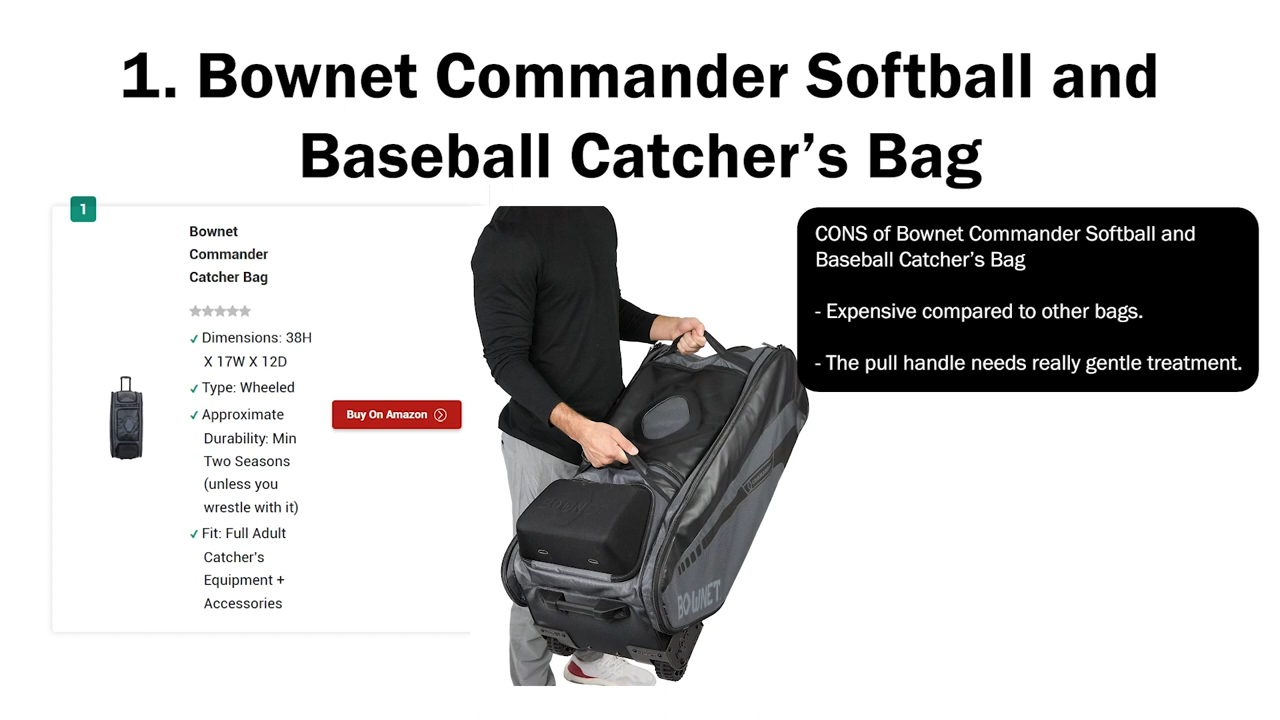 1. Bownet Commander Softball and
Baseball Catcher’s Bag
1
Bownet
Commander
Catcher Bag
Dimensions: 38H
X 17W X 12D
Type: Wheeled
Approximate
Durability: Min
Two Seasons
(unless you
wrestle with it)
Fit: Full Adult
Catcher's
Equipment +
Accessories
Buy On Amazon
BOWNET
CONS of Bownet Commander Softball and
Baseball Catcher’s Bag
- Expensive compared to other bags.
- The pull handle needs really gentle treatment.